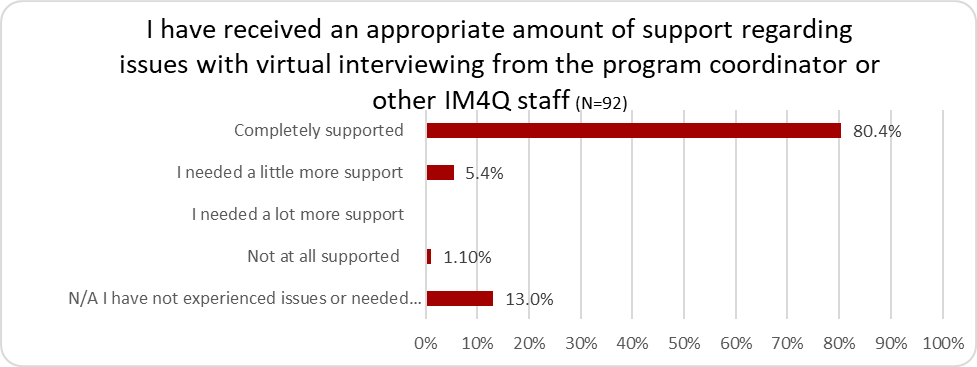 I have received an appropriate amount of support regarding
issues with virtual interviewing from the program coordinator or
other IM4Q staff (N=92)
Completely supported 80.4%
I needed a little more support 5.4%
I needed a lot more support
Not at all supported 1.10%
N/A I have not experienced issues or needed... 13.0%
0% 10% 20% 30% 40% 50% 60% 70% 80% 90% 100%